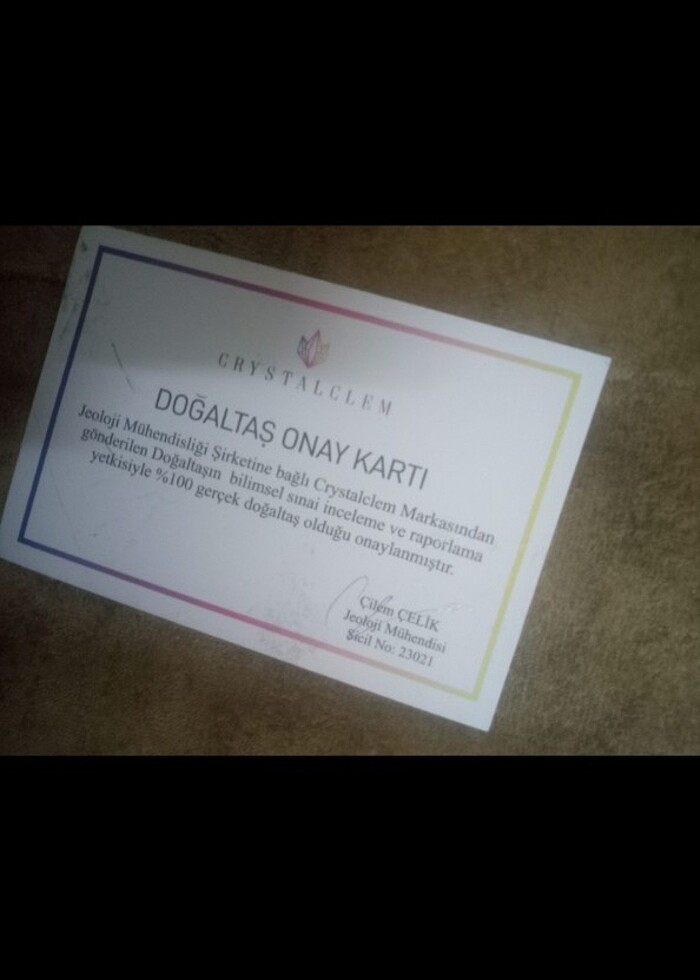 CRYSTALCLEM
DOĞALTAŞ ONAY KARTI
Jeoloji Mühendisliği Şirketine bağlı Crystalclem Markasından
gönderilen Doğaltaşın bilimsel sınai inceleme ve raporlama
yetkisiyle %100 gerçek doğaltaş olduğu onaylanmıştır.
Çilem ÇELİK
Jeoloji Mühendisi
Sicil No: 23021